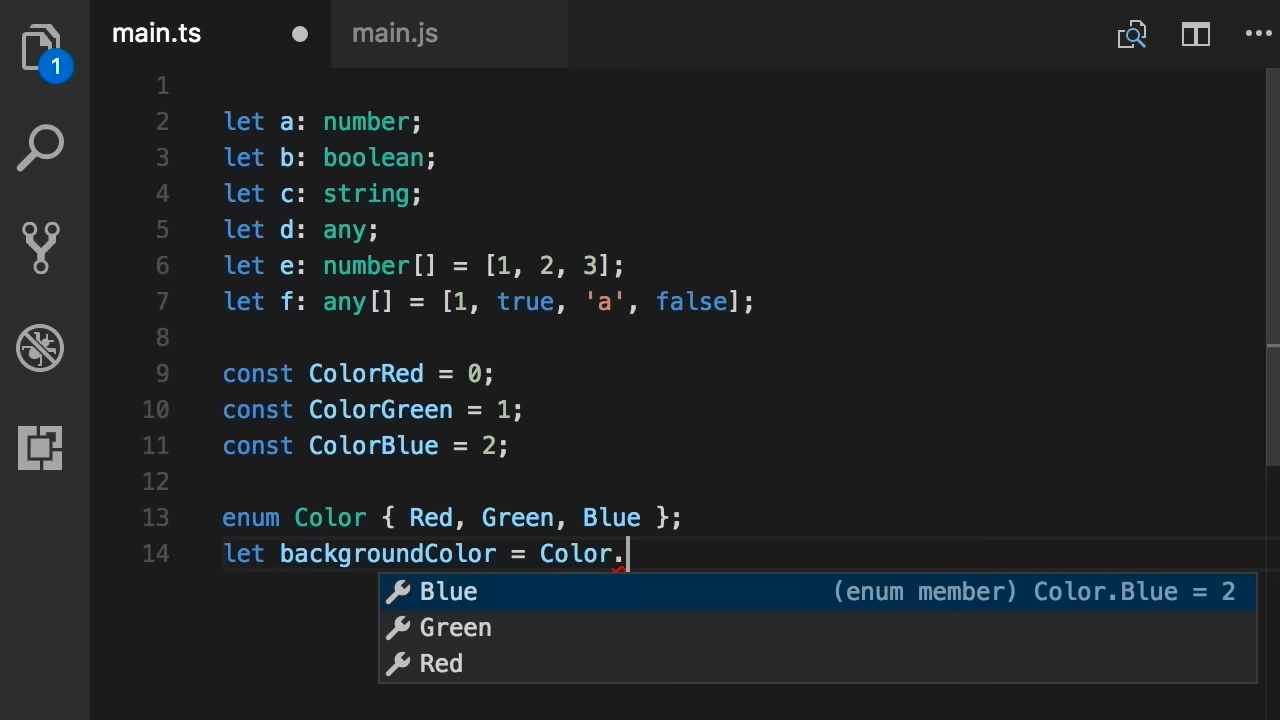 main.ts main.js
1
1
2 let a: number;
3 let b: boolean;
4 let c: string;
5 let d: any;
6 let e: number[] = [1, 2, 3];
7 let f: any[] = [1, true, 'a', false];
8
9 const ColorRed = 0;
10 const ColorGreen = 1;
11 const ColorBlue = 2;
12
13 enum Color { Red, Green, Blue };
14 let backgroundColor = Color.
Blue (enum member) Color.Blue = 2
Green
Red